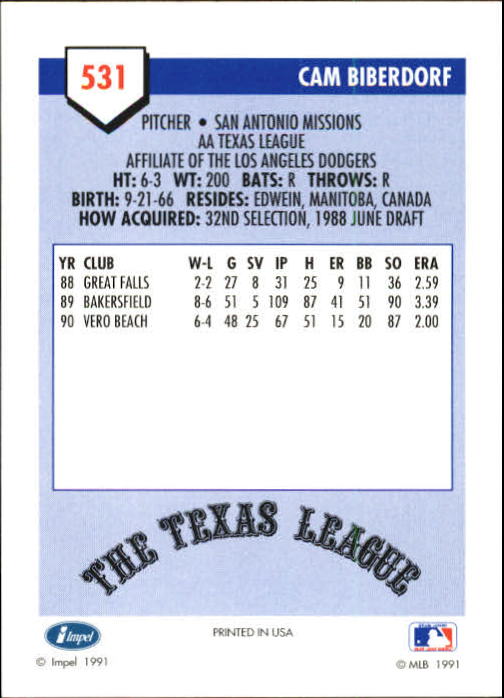 531
CAM BIBERDORF
PITCHER • SAN ANTONIO MISSIONS
AA TEXAS LEAGUE
AFFILIATE OF THE LOS ANGELES DODGERS
HT: 6-3 WT: 200 BATS: R THROWS: R
BIRTH: 9-21-66 RESIDES: EDWEIN, MANITOBA, CANADA
HOW ACQUIRED: 32ND SELECTION, 1988 JUNE DRAFT
YR CLUB W-L G SV IP H ER BB SO ERA
88 GREAT FALLS 2-2 27 8 31 25 9 11 36 2.59
89 BAKERSFIELD 8-6 51 5 109 87 41 51 90 3.39
90 VERO BEACH 6-4 48 25 67 51 15 20 87 2.00
THE TEXAS LEAGUE
Impel
PRINTED IN USA
© Impel 1991
© MLB 1991